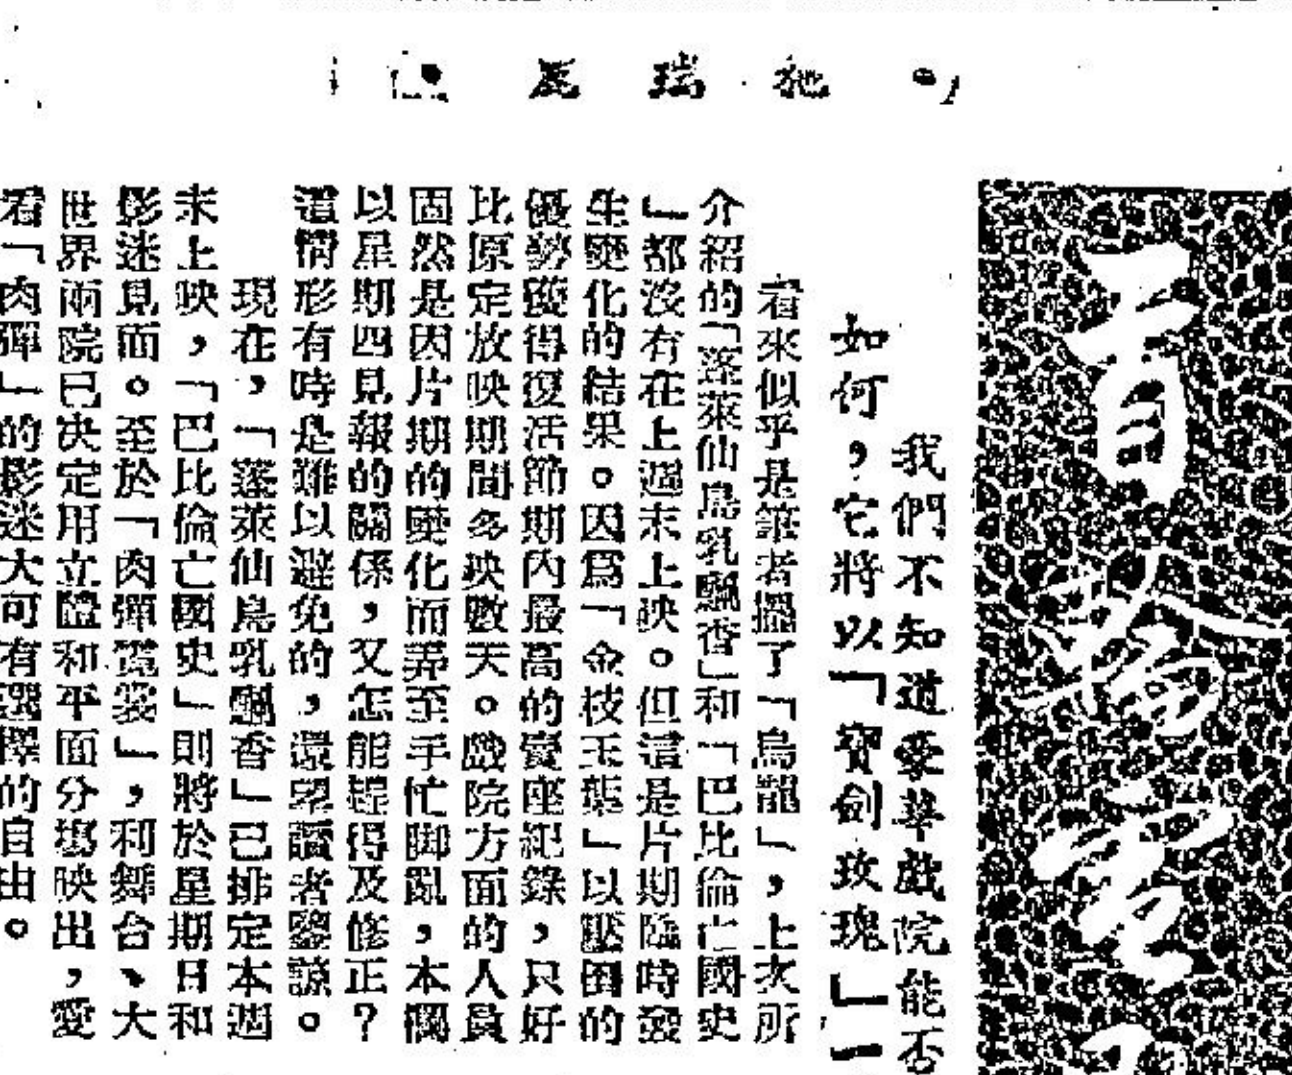 瑞
百
雲
我們不知道華戲院能否
如何，它將以「寶劍玫瑰」一
看來似乎是筆者擺了「烏龍」，上次所
介紹的「蓬萊仙島乳飄香」和「巴比倫亡國史
」都沒有在上週末上映。但這是片期臨時發
生變化的結果。因爲「金枝玉葉」以壓倒的
優勢獲得復活節期內最高的賣座紀錄，只好
比原定放映期間多映數天。戲院方面的人員
固然是因片期的變化而弄至手忙脚亂，本欄
以星期四見報的關係，又怎能趕得及修正？
這情形有時是難以避免的，還望讀者鑒諒。
現在，「蓬萊仙島乳飄香」已排定本週
末上映，「巴比倫亡國史」則將於星期日和
影迷見面。至於「肉彈霓裳」，利舞台、大
世界兩院已決定用立體和平面分場映出，愛
看「肉彈」的影迷大可有選擇的自由。